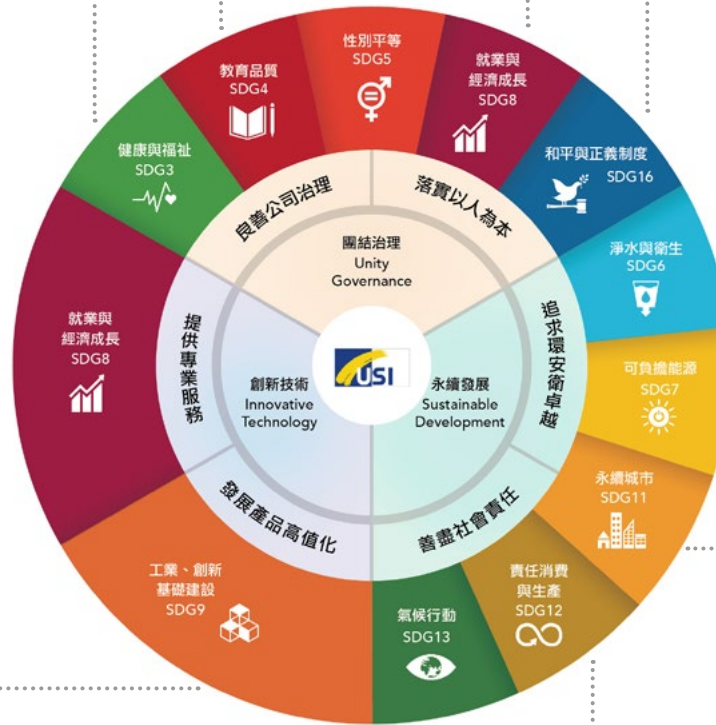 性別平等
SDG5
就業與
經濟成長
SDG8
和平與正義制度
SDG16
淨水與衛生
SDG6
可負擔能源
SDG7
永續城市
SDG11
責任消費
與生產
SDG12
氣候行動
SDG13
工業、創新
基礎建設
SDG9
就業與
經濟成長
SDG8
健康與福祉
SDG3
教育品質
SDG4
良善公司治理
落實以人為本
追求環安衛卓越
善盡社會責任
發展產品高值化
提供專業服務
團結治理
Unity
Governance
永續發展
Sustainable
Development
創新技術
Innovative
Technology
USI